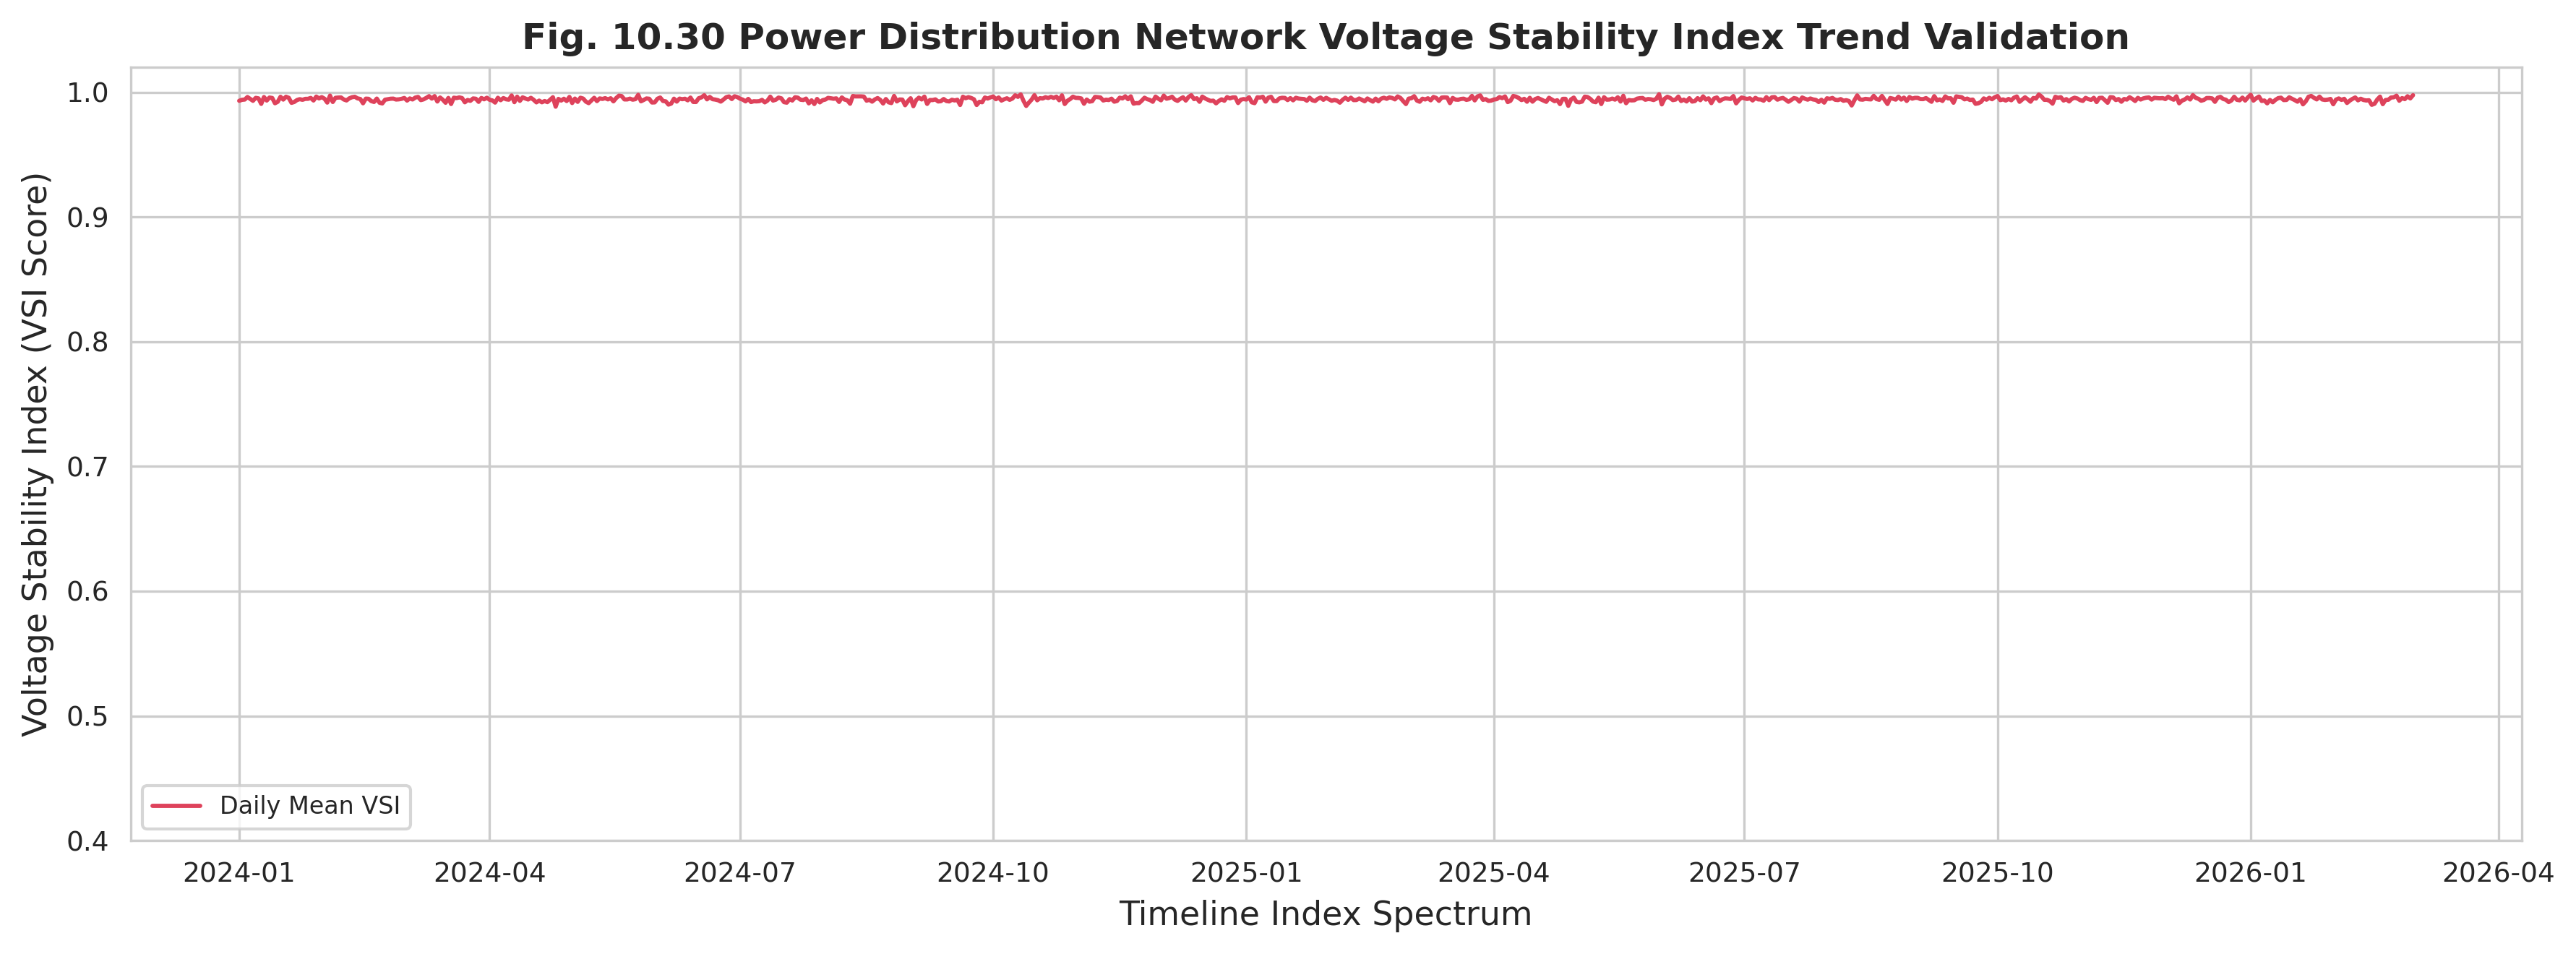 Fig. 10.30 Power Distribution Network Voltage Stability Index Trend Validation
Voltage Stability Index (VSI Score)
1.0
0.9
0.8
0.7
0.6
0.5
0.4
Daily Mean VSI
2024-01 2024-04 2024-07 2024-10 2025-01 2025-04 2025-07 2025-10 2026-01 2026-04
Timeline Index Spectrum